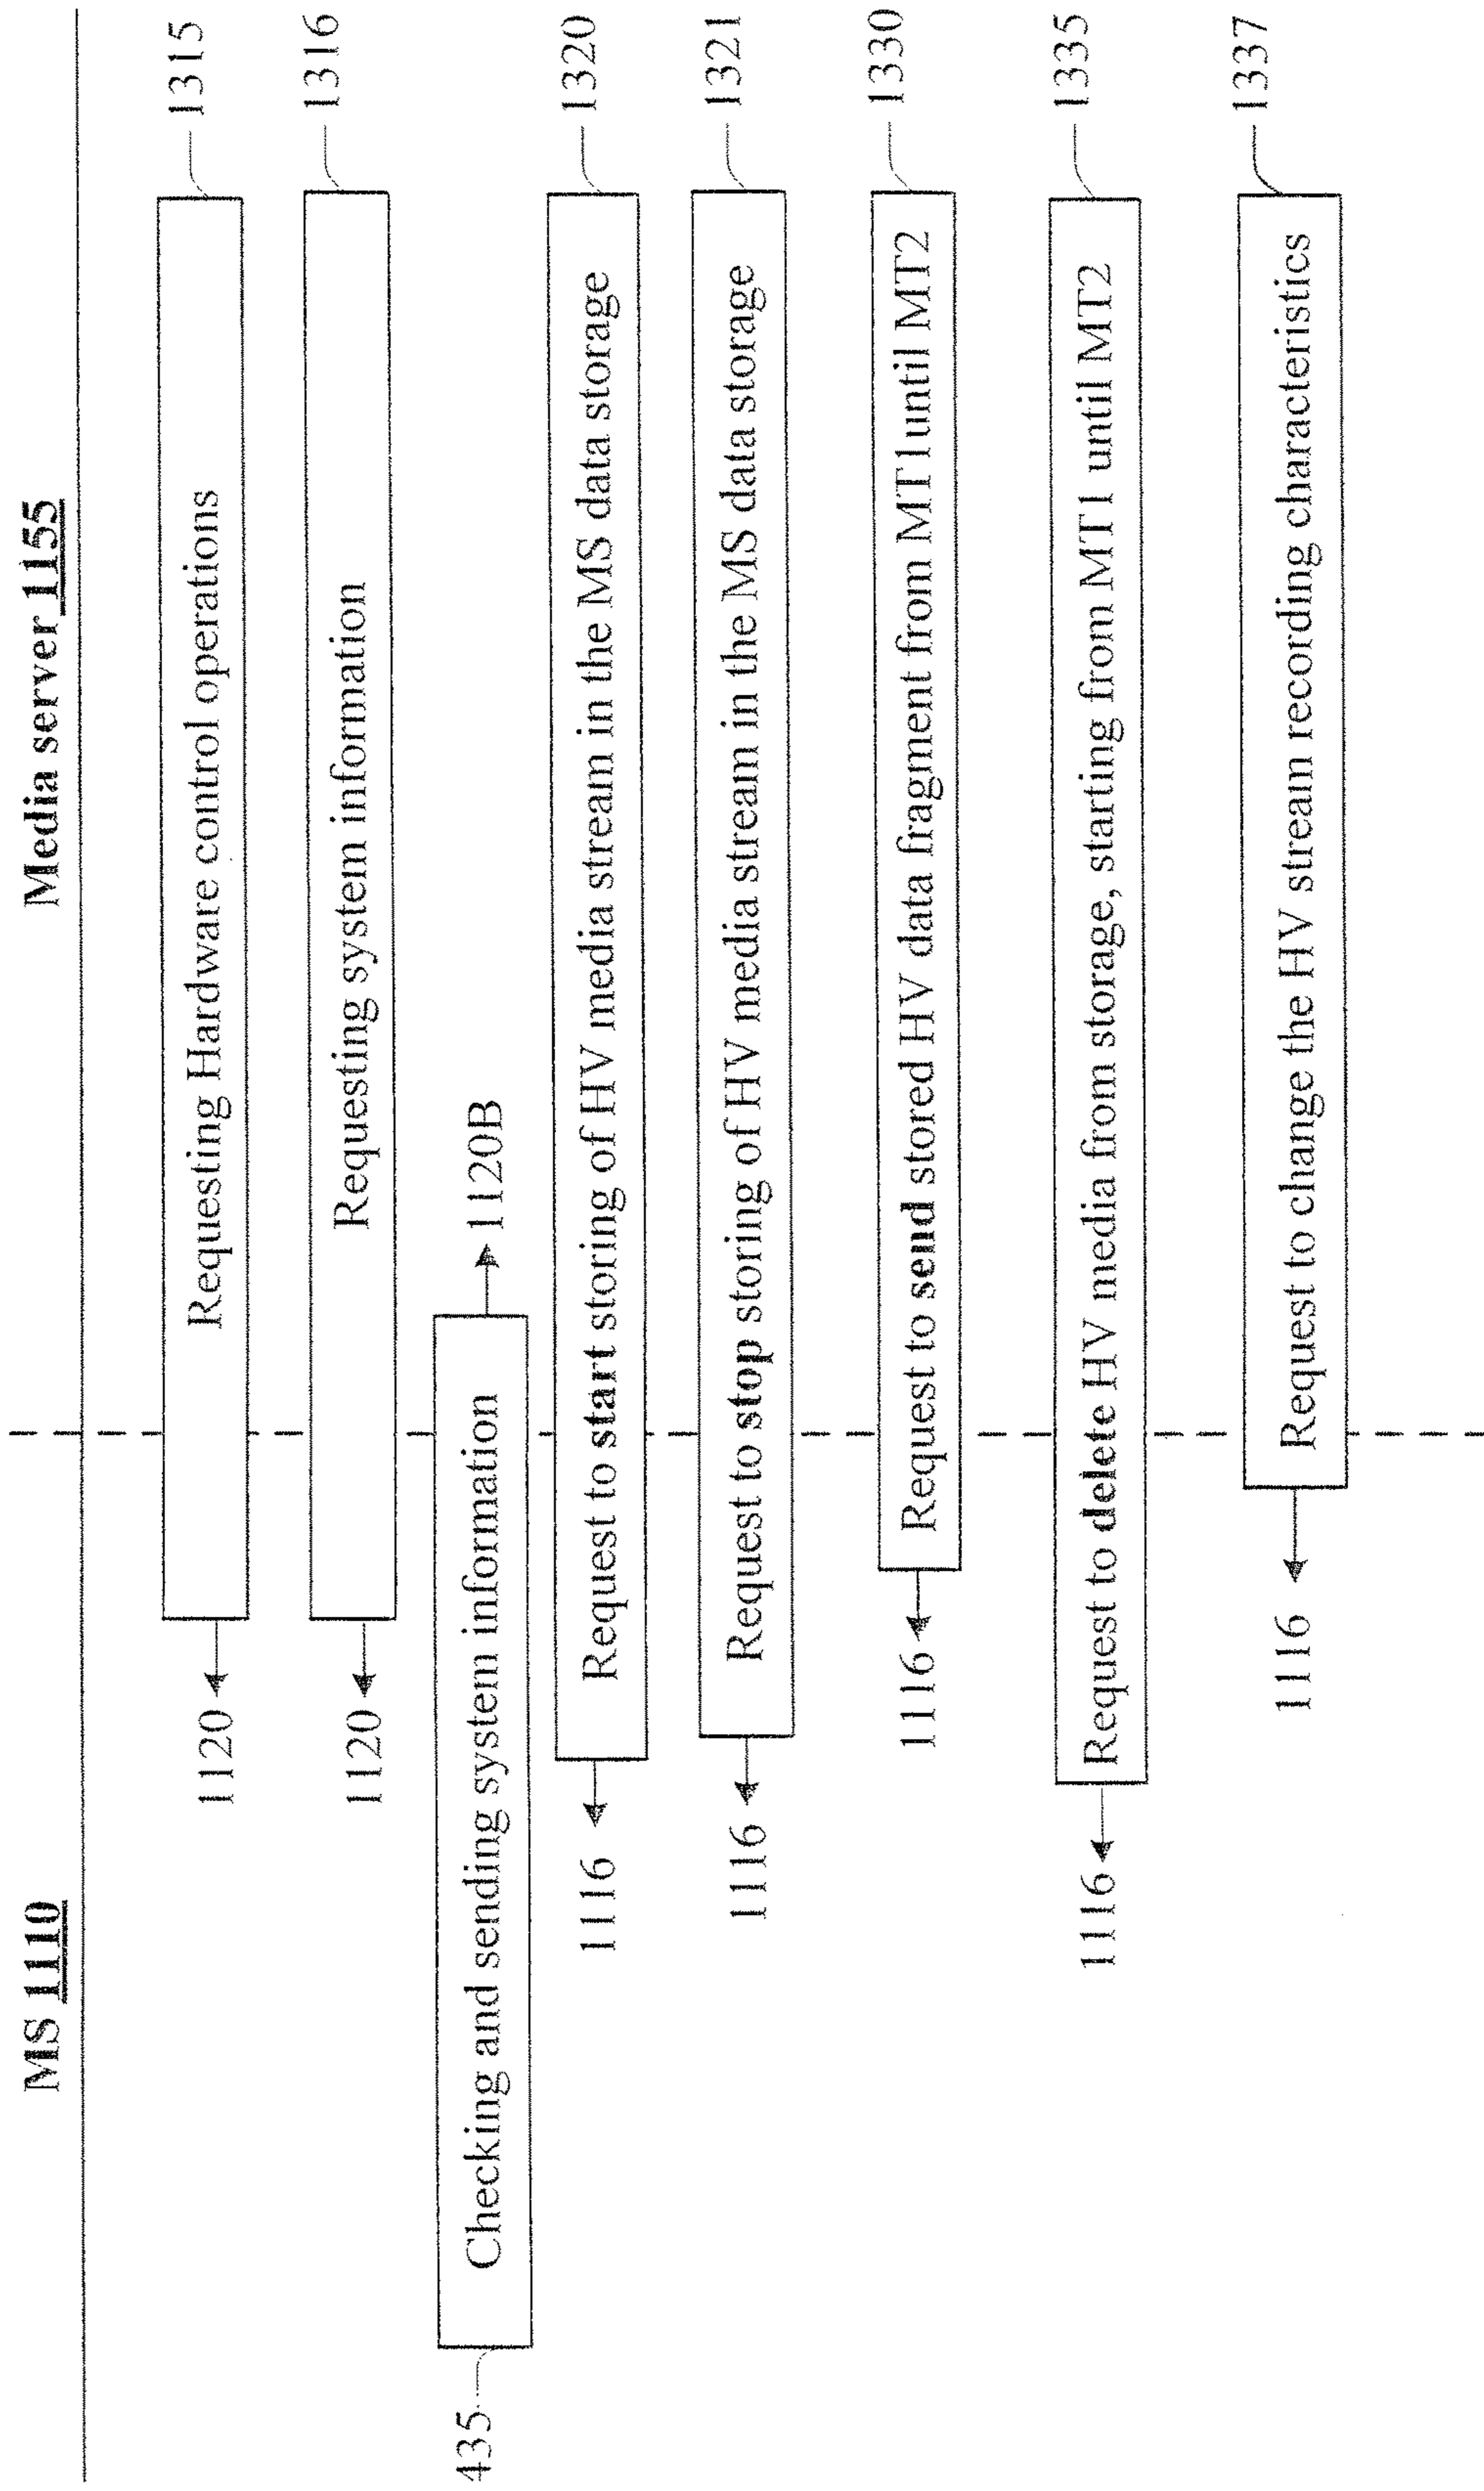 MS 1110
Media server 1155
1120
Requesting Hardware control operations
1315
1120
Requesting system information
1316
435
Checking and sending system information
1120B
1116
Request to start storing of HV media stream in the MS data storage
1320
1116
Request to stop storing of HV media stream in the MS data storage
1321
1116
Request to send stored HV data fragment from MT1until MT2
1330
1116
Request to delete HV media from storage, starting from MT1 until MT2
1335
1116
Request to change the HV stream recording characteristics
1337